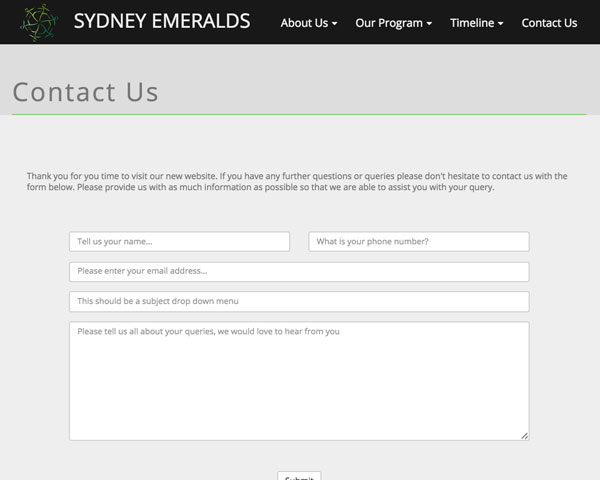 SYDNEY EMERALDS
About Us
Our Program
Timeline
Contact Us
Contact Us
Thank you for you time to visit our new website. If you have any further questions or queries please don't hesitate to contact us with the
form below. Please provide us with as much information as possible so that we are able to assist you with your query.
Tell us your name...
What is your phone number?
Please enter your email address...
This should be a subject drop down menu
Please tell us all about your queries, we would love to hear from you
Submit